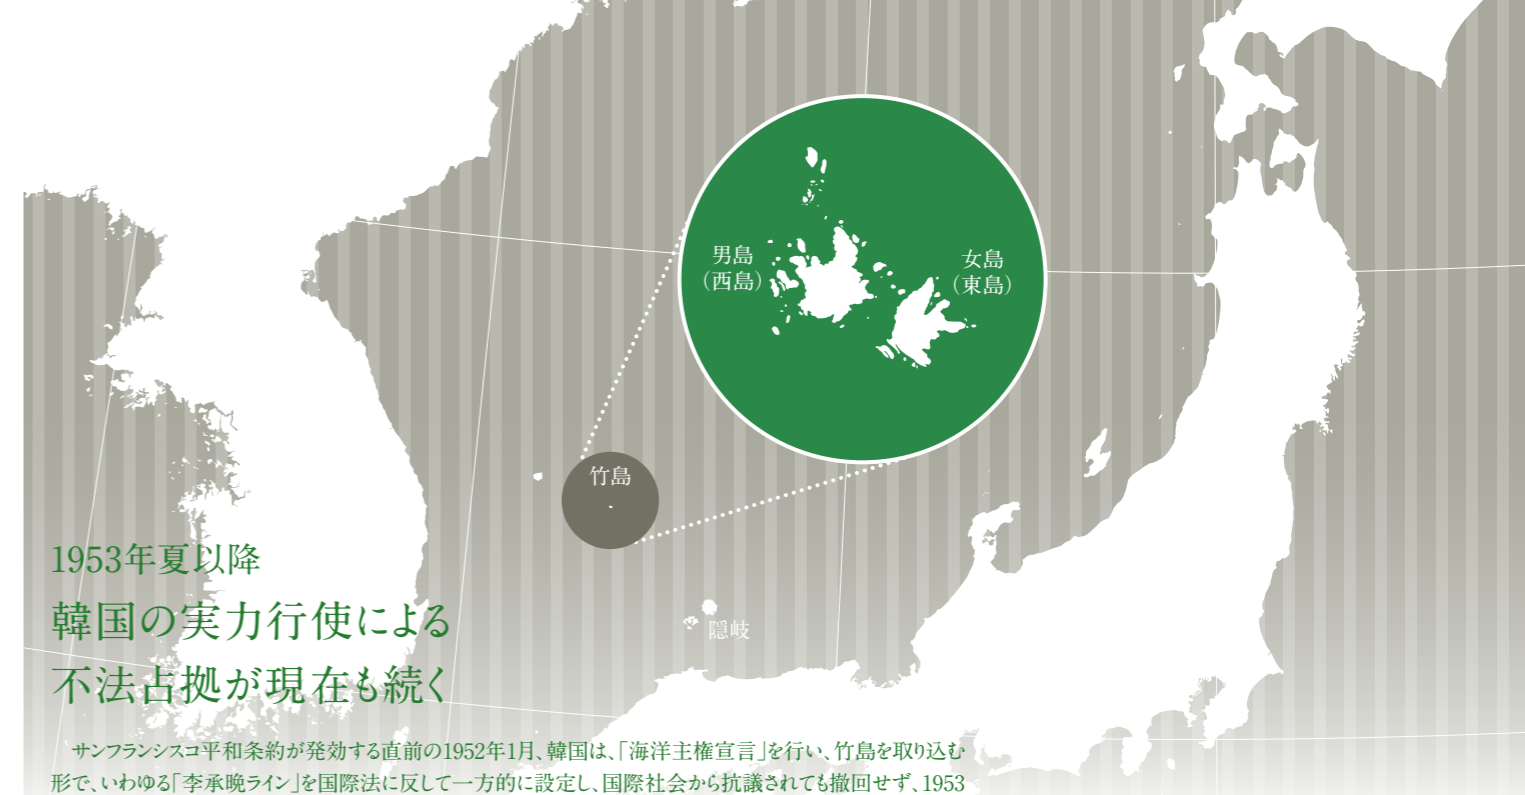 男島
（西島）
女島
（東島）
竹島
隠岐
1953年夏以降
韓国の実力行使による
不法占拠が現在も続く
サンフランシスコ平和条約が発効する直前の1952年1月、韓国は、「海洋主権宣言」を行い、竹島を取り込む
形で、いわゆる「李承晩ライン」を国際法に反して一方的に設定し、国際社会から抗議されても撤回せず、1953